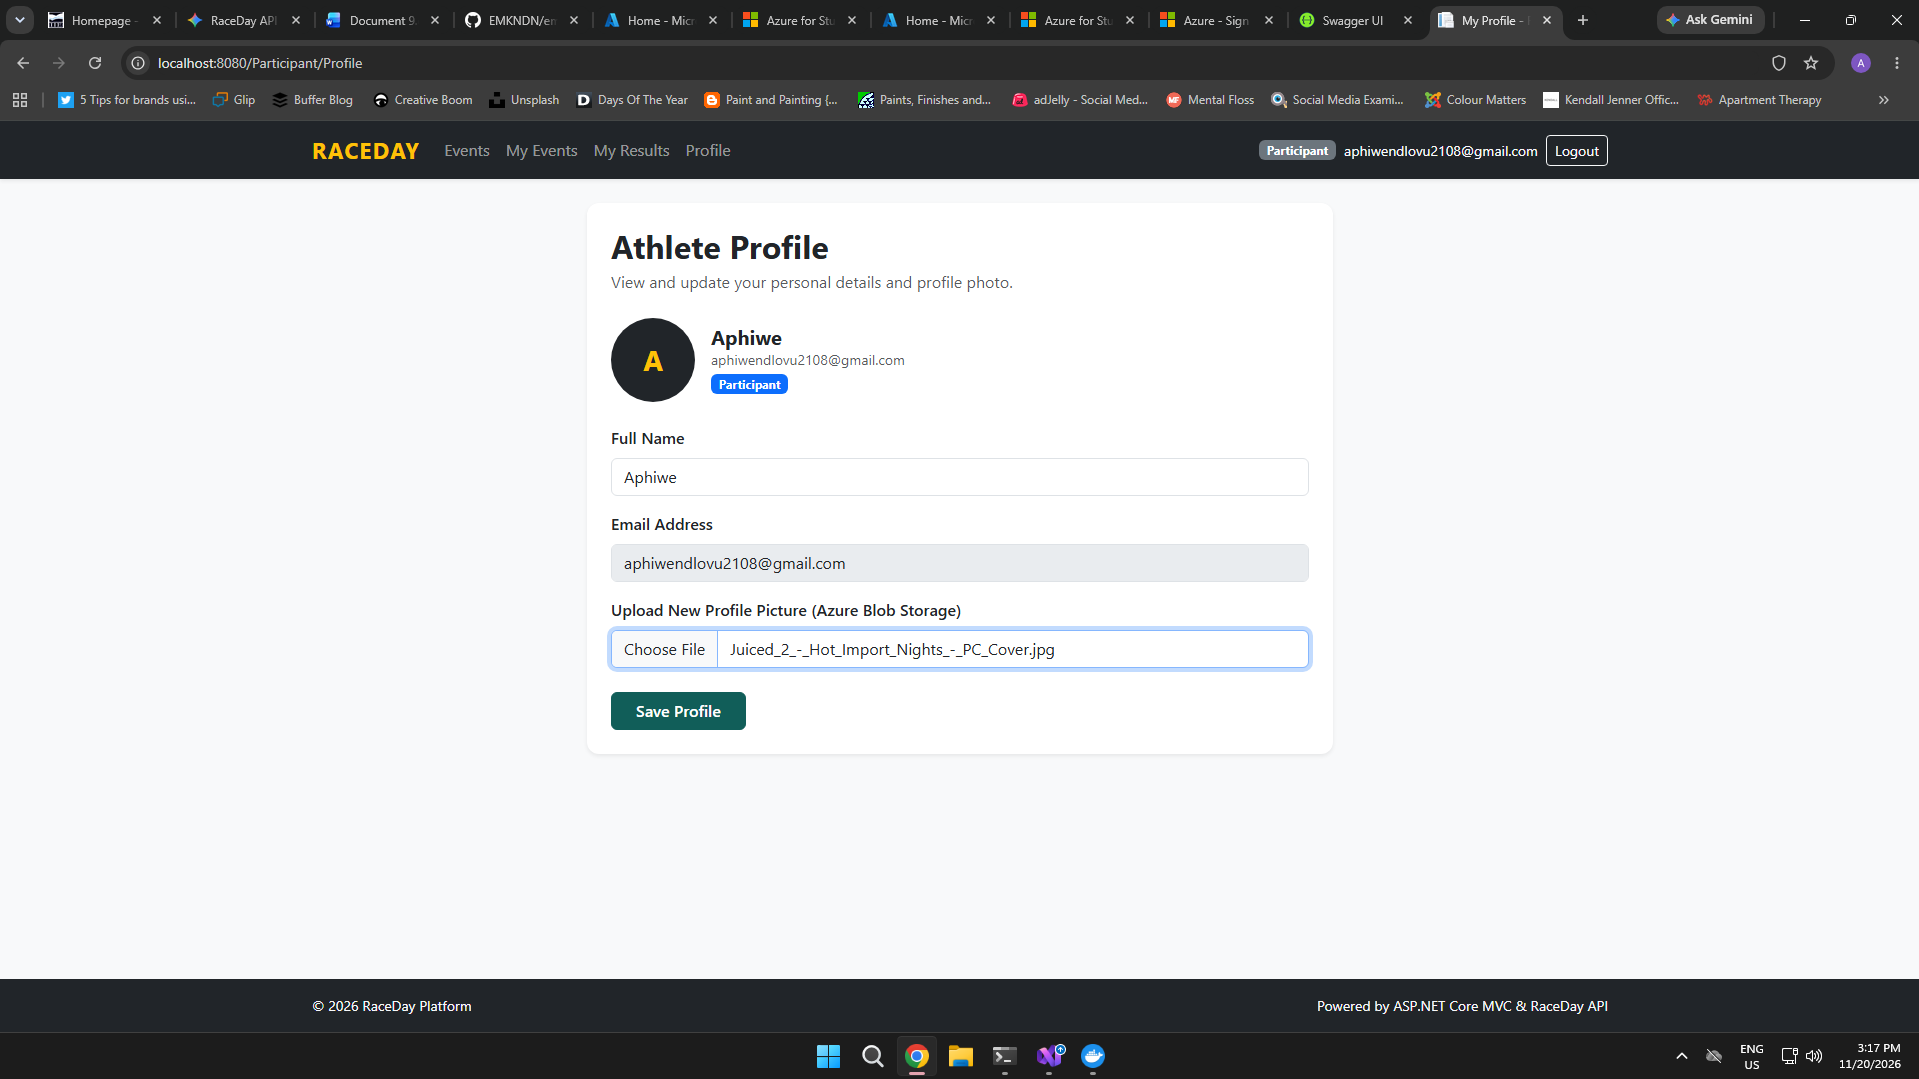 Homepage -
RaceDay API
Document 9.
EMKNDN/en
Home - Micr
Azure for Stu
Home - Micr
Azure for Stu
Azure - Sign
Swagger UI
My Profile -
Ask Gemini
localhost:8080/Participant/Profile
A
5 Tips for brands usi...
Glip
Buffer Blog
Creative Boom
Unsplash
Days Of The Year
Paint and Painting {...
Paints, Finishes and...
adJelly - Social Med...
Mental Floss
Social Media Exami...
Colour Matters
Kendall Jenner Offic...
Apartment Therapy
RACEDAY
Events
My Events
My Results
Profile
Participant
aphiwendlovu2108@gmail.com
Logout
Athlete Profile
View and update your personal details and profile photo.
A
Aphiwe
aphiwendlovu2108@gmail.com
Participant
Full Name
Aphiwe
Email Address
aphiwendlovu2108@gmail.com
Upload New Profile Picture (Azure Blob Storage)
Choose File
Juiced_2_-_Hot_Import_Nights_-_PC_Cover.jpg
Save Profile
© 2026 RaceDay Platform
Powered by ASP.NET Core MVC & RaceDay API
ENG
US
3:17 PM
11/20/2026